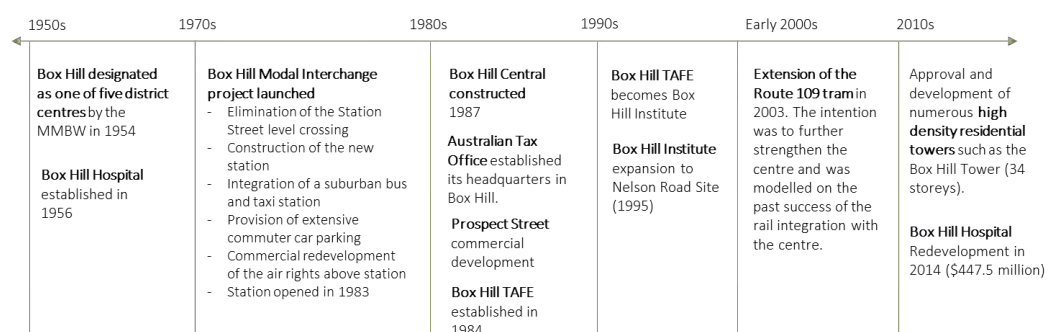 1950s
1970s
1980s
1990s
Early 2000s
2010s
Box Hill designated
as one of five district
centres by the
MMBW in 1954
Box Hill Hospital
established in
1956
Box Hill Modal Interchange
project launched
- Elimination of the Station
Street level crossing
- Construction of the new
station
- Integration of a suburban bus
and taxi station
- Provision of extensive
commuter car parking
- Commercial redevelopment
of the air rights above station
- Station opened in 1983
Box Hill Central
constructed
1987
Australian Tax
Office established
its headquarters in
Box Hill.
Prospect Street
commercial
development
Box Hill TAFE
established in
1984
Box Hill TAFE
becomes Box
Hill Institute
Box Hill Institute
expansion to
Nelson Road Site
(1995)
Extension of the
Route 109 tram in
2003. The intention
was to further
strengthen the
centre and was
modelled on the
past success of the
rail integration with
the centre.
Approval and
development of
numerous high
density residential
towers such as the
Box Hill Tower (34
storeys).
Box Hill Hospital
Redevelopment in
2014 ($447.5 million)